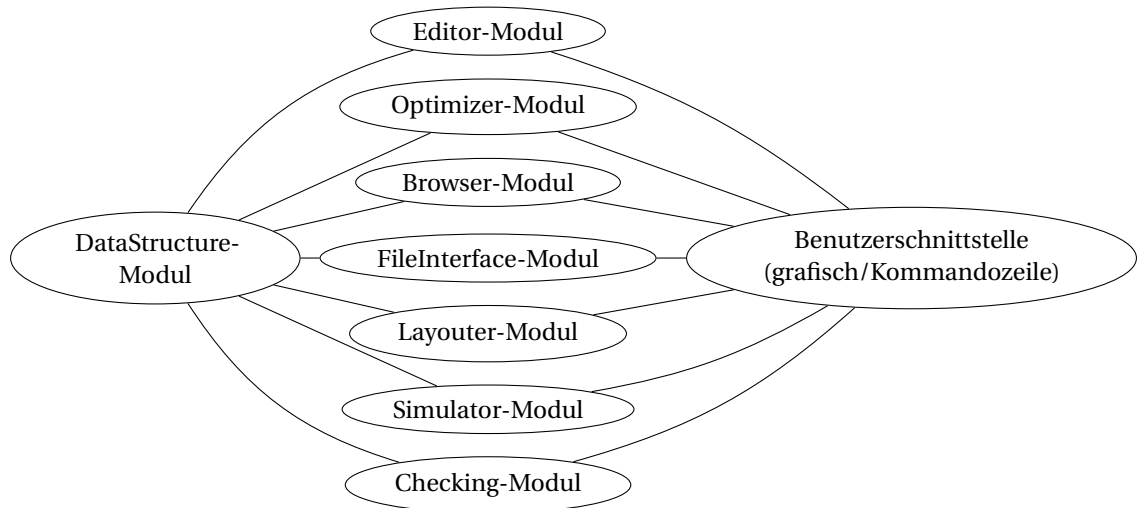 Editor-Modul
Optimizer-Modul
Browser-Modul
DataStructure-
Modul
FileInterface-Modul
Benutzerschnittstelle
(grafisch/Kommandozeile)
Layouter-Modul
Simulator-Modul
Checking-Modul